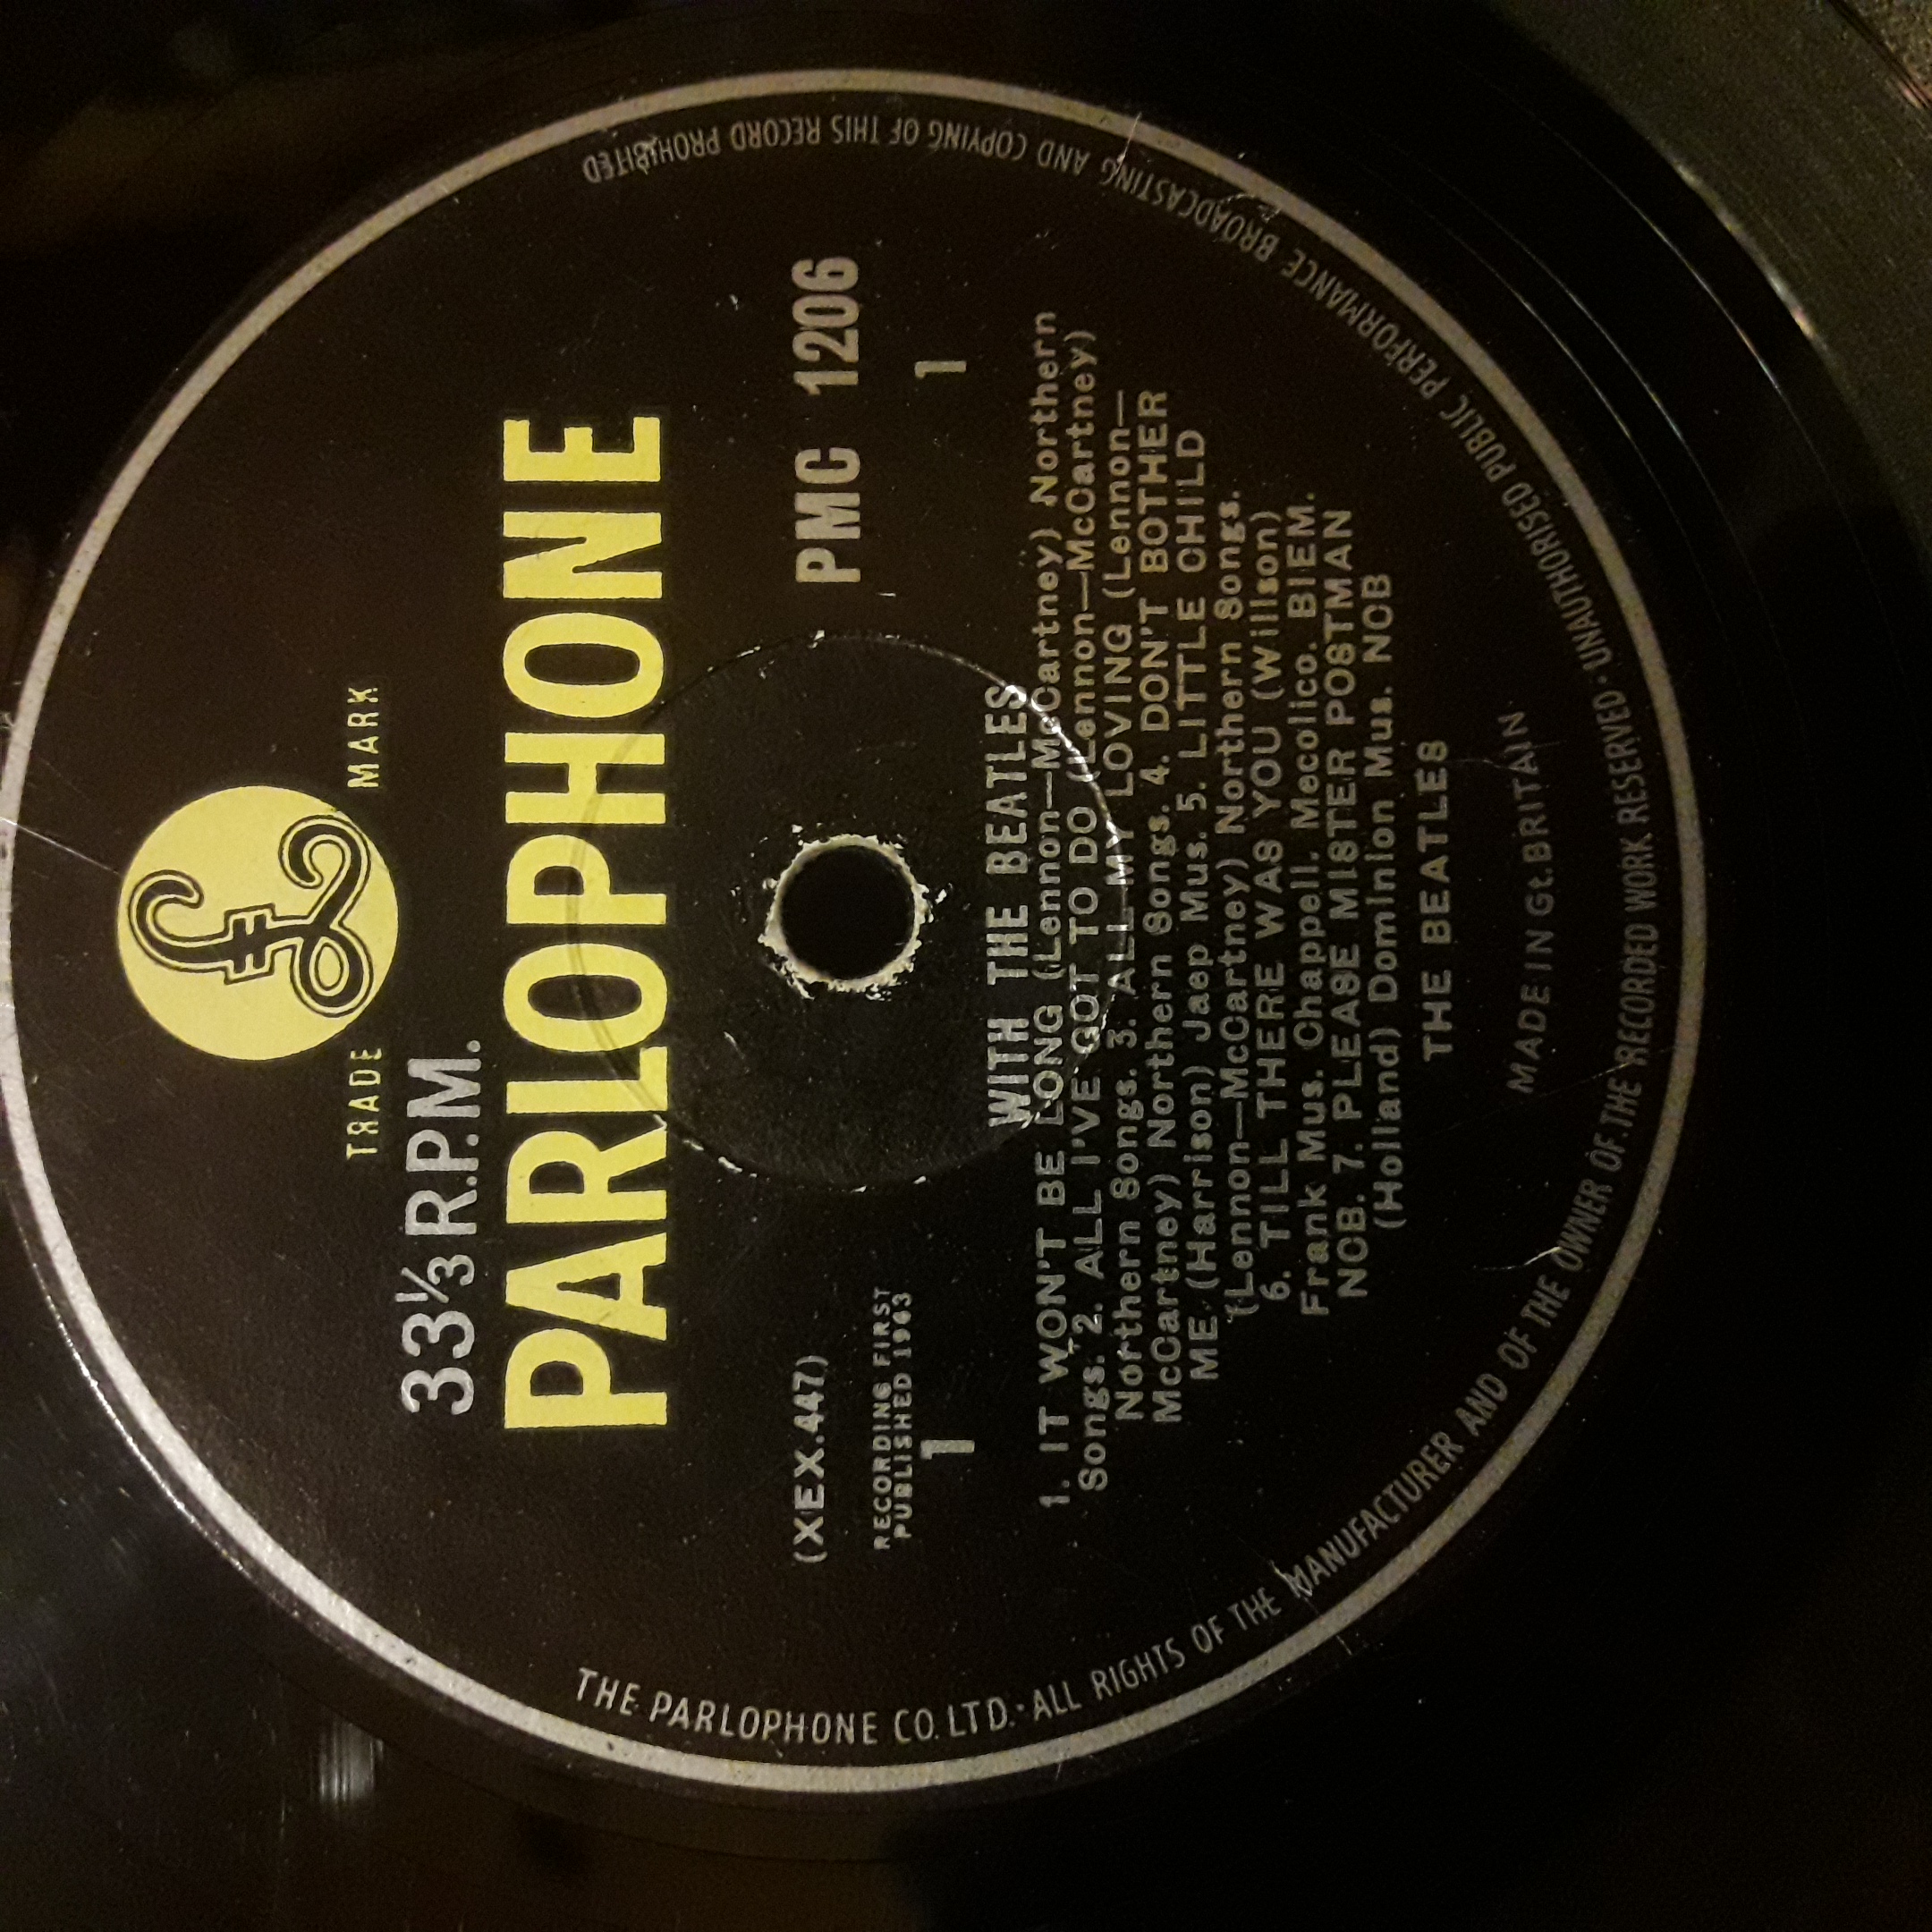 TRADE MARK
33⅓ R.P.M.
PARLOPHONE
(XEX.447)
PMC 1206
RECORDING FIRST
PUBLISHED 1963
1
1
WITH THE BEATLES
1. IT WON'T BE LONG (Lennon—McCartney) Northern
Songs. 2. ALL I'VE GOT TO DO (Lennon—McCartney)
Northern Songs. 3. ALL MY LOVING (Lennon—
McCartney) Northern Songs. 4. DON'T BOTHER
ME (Harrison) Jaep Mus. 5. LITTLE CHILD
(Lennon—McCartney) Northern Songs.
6. TILL THERE WAS YOU (Willson)
Frank Mus. Chappell. Mecolico. BIEM.
NCB. 7. PLEASE MISTER POSTMAN
(Holland) Dominion Mus. NCB
THE BEATLES
MADE IN Gt. BRITAIN
THE PARLOPHONE CO. LTD. · ALL RIGHTS OF THE MANUFACTURER AND OF THE OWNER OF THE RECORDED WORK RESERVED · UNAUTHORISED PUBLIC PERFORMANCE BROADCASTING AND COPYING OF THIS RECORD PROHIBITED